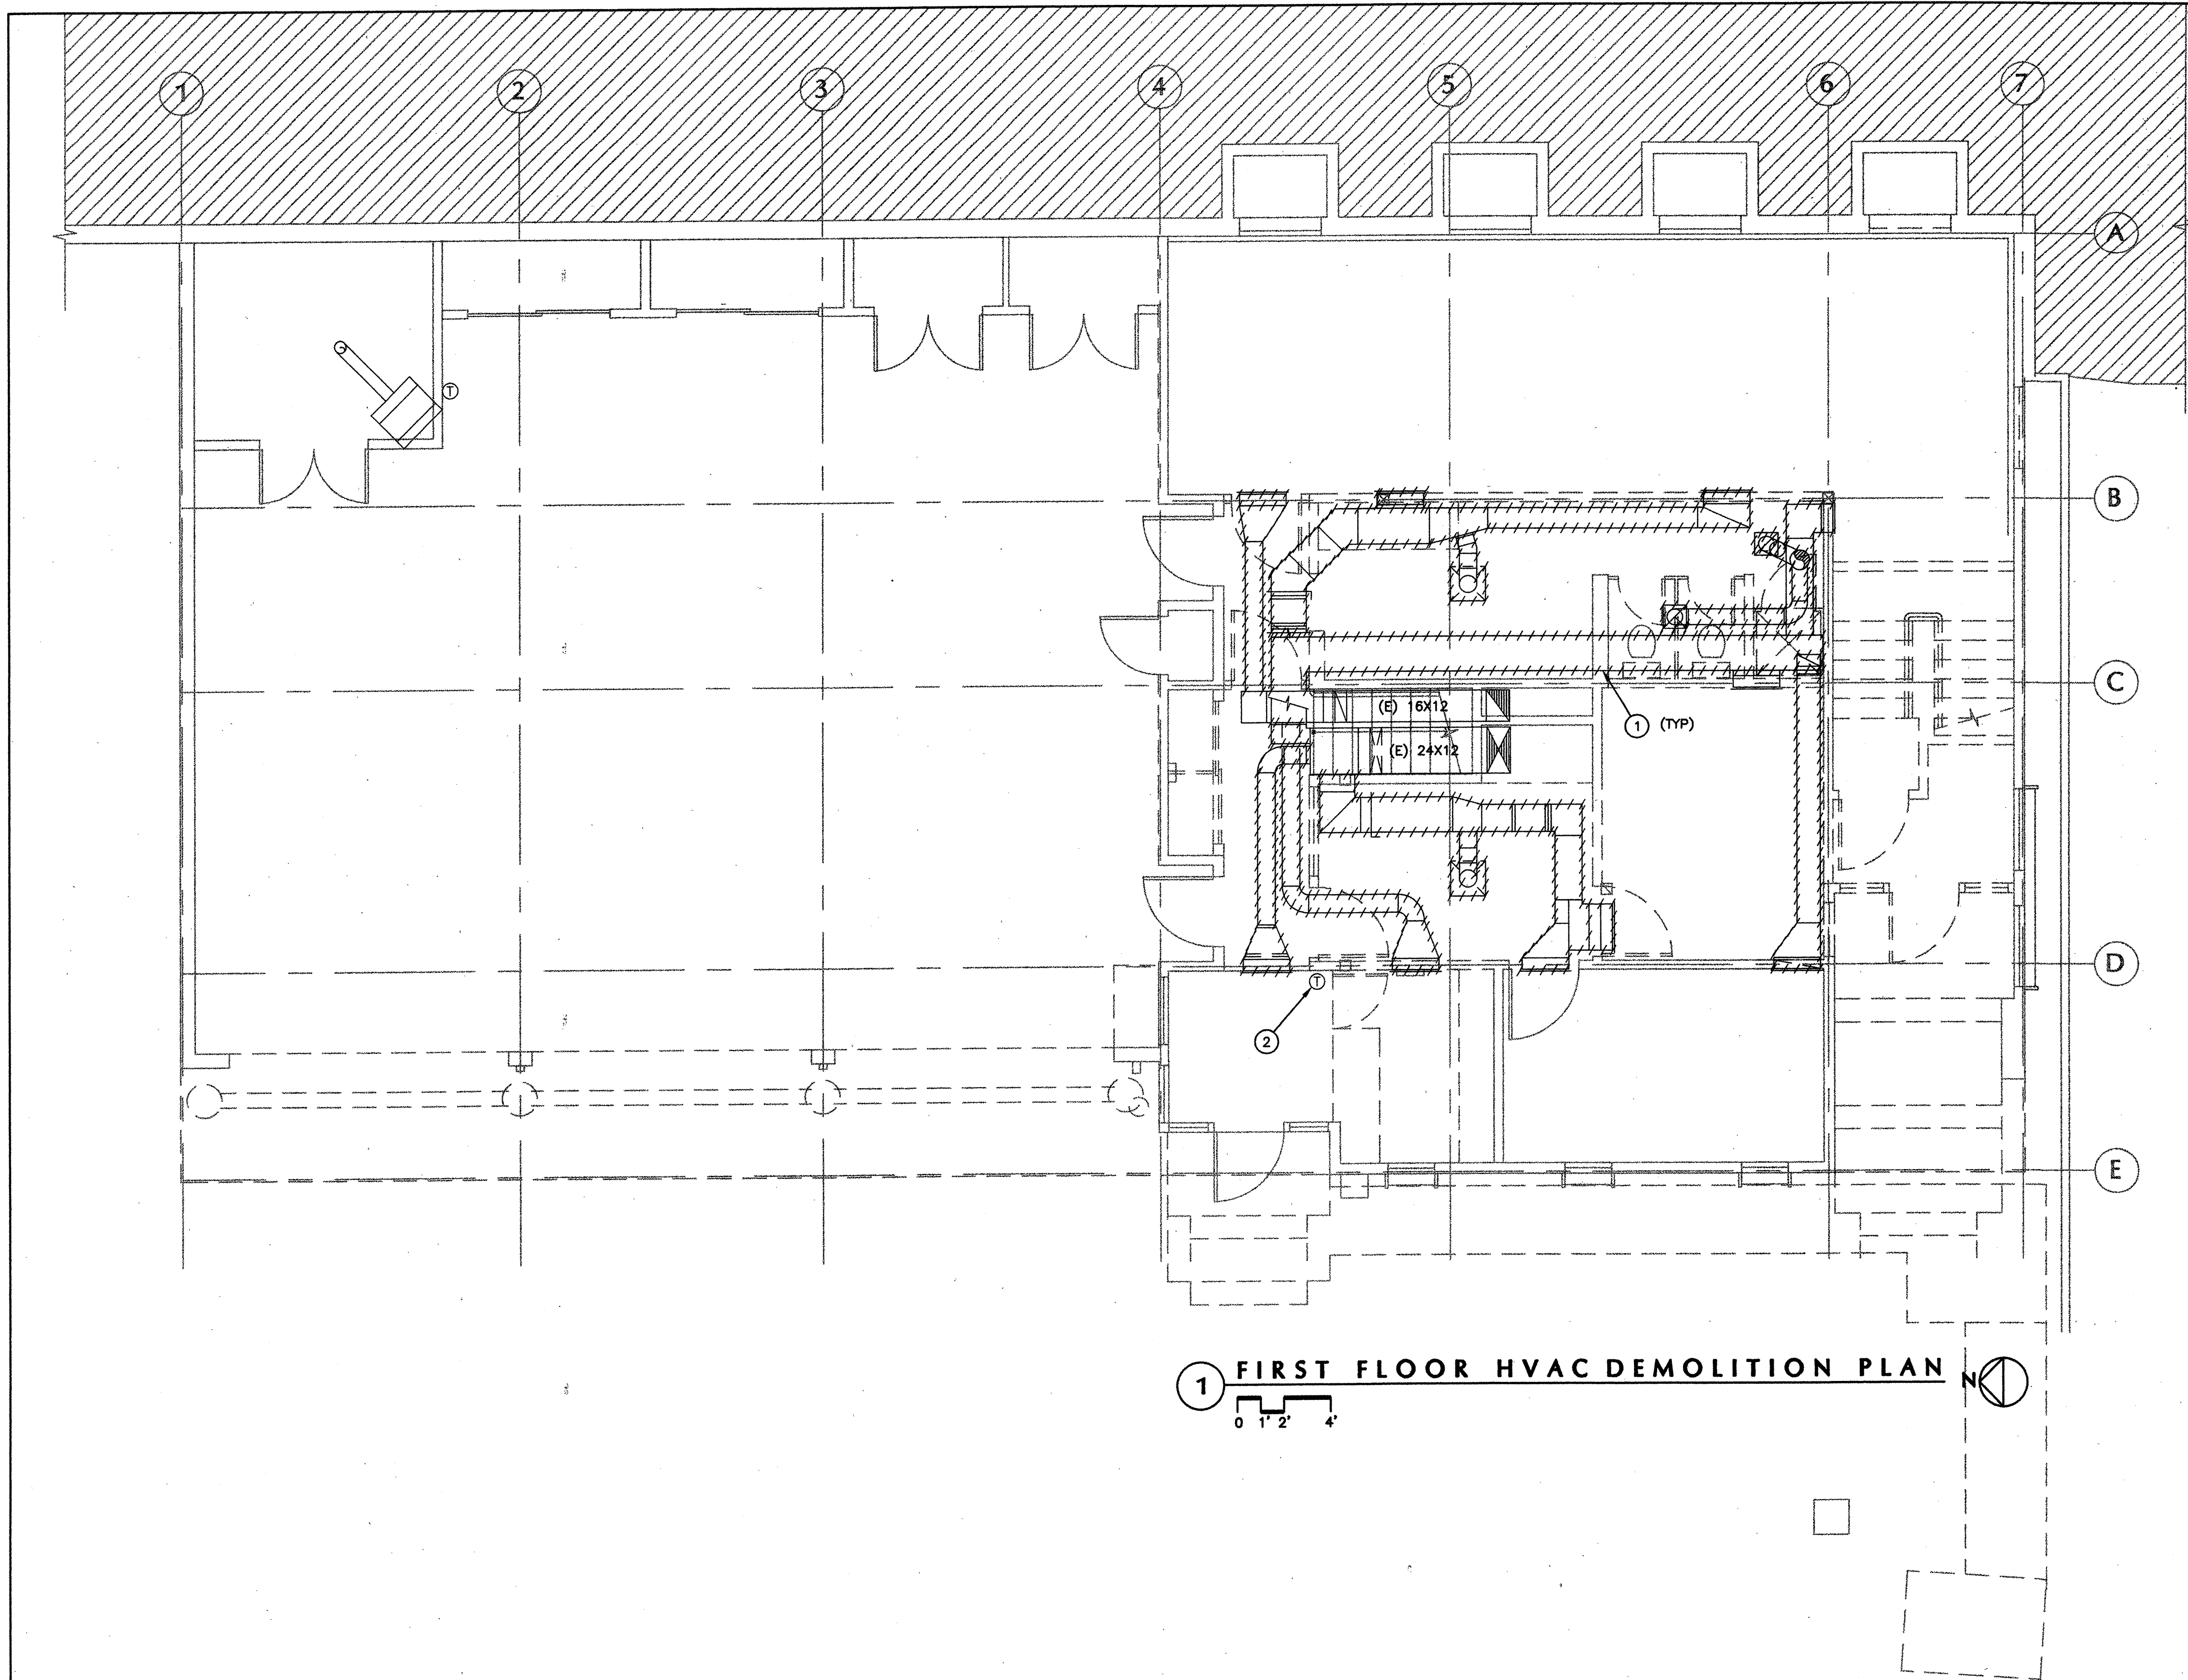 1 2 3 4 5 6 7
A
T
B
C
(E) 16X12
1 (TYP)
(E) 24X12
D
T
2
E
1 FIRST FLOOR HVAC DEMOLITION PLAN N
0 1' 2' 4'